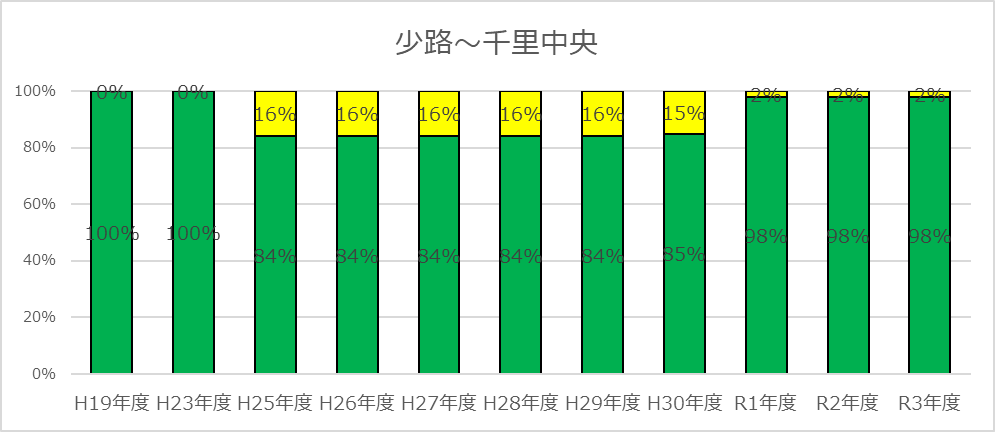 少路～千里中央
100%
80%
60%
40%
20%
0%
0% 0% 16% 16% 16% 16% 16% 15% 2% 2% 2%
100% 100% 84% 84% 84% 84% 84% 85% 98% 98% 98%
H19年度 H23年度 H25年度 H26年度 H27年度 H28年度 H29年度 H30年度 R1年度 R2年度 R3年度